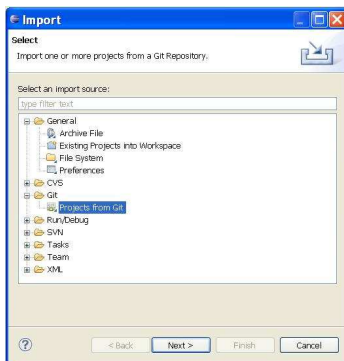 Import
Select
Import one or more projects from a Git Repository.
Select an import source:
type filter text
General
Archive File
Existing Projects into Workspace
File System
Preferences
CVS
Git
Projects from Git
Run/Debug
SVN
Tasks
Team
XML
?
< Back
Next >
Finish
Cancel